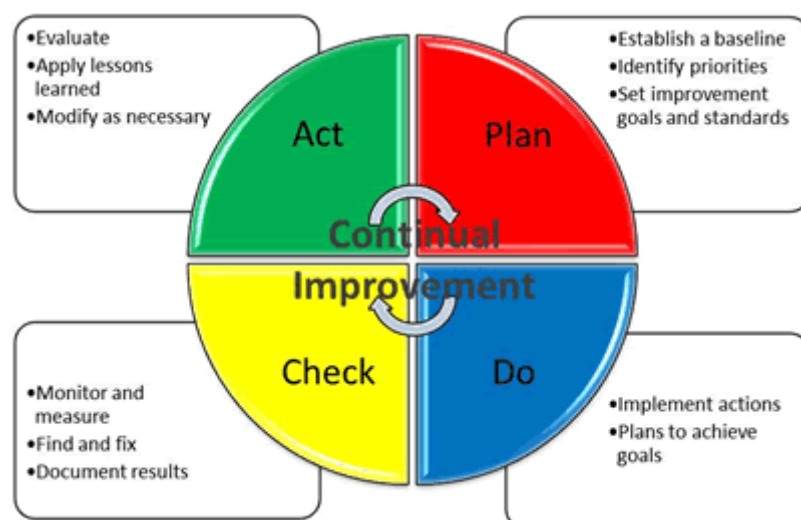 •Evaluate
•Apply lessons
learned
•Modify as necessary
•Establish a baseline
•Identify priorities
•Set improvement
goals and standards
Act
Plan
Continual
Improvement
Check
Do
•Monitor and
measure
•Find and fix
•Document results
•Implement actions
•Plans to achieve
goals